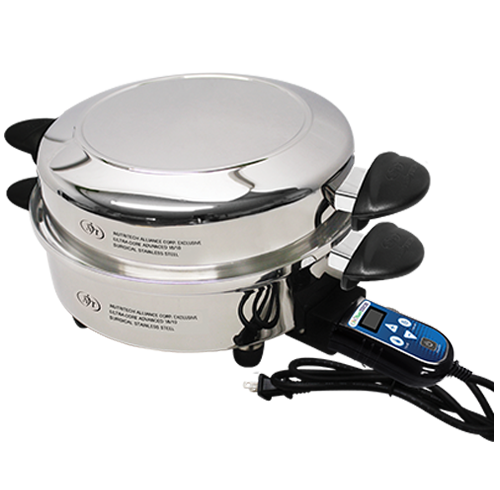 NUTRITECH ALLIANCE CORP. EXCLUSIVE
ULTRA-CORE ADVANCED 18/10
SURGICAL STAINLESS STEEL
NUTRITECH ALLIANCE CORP. EXCLUSIVE
ULTRA-CORE ADVANCED 18/10
SURGICAL STAINLESS STEEL